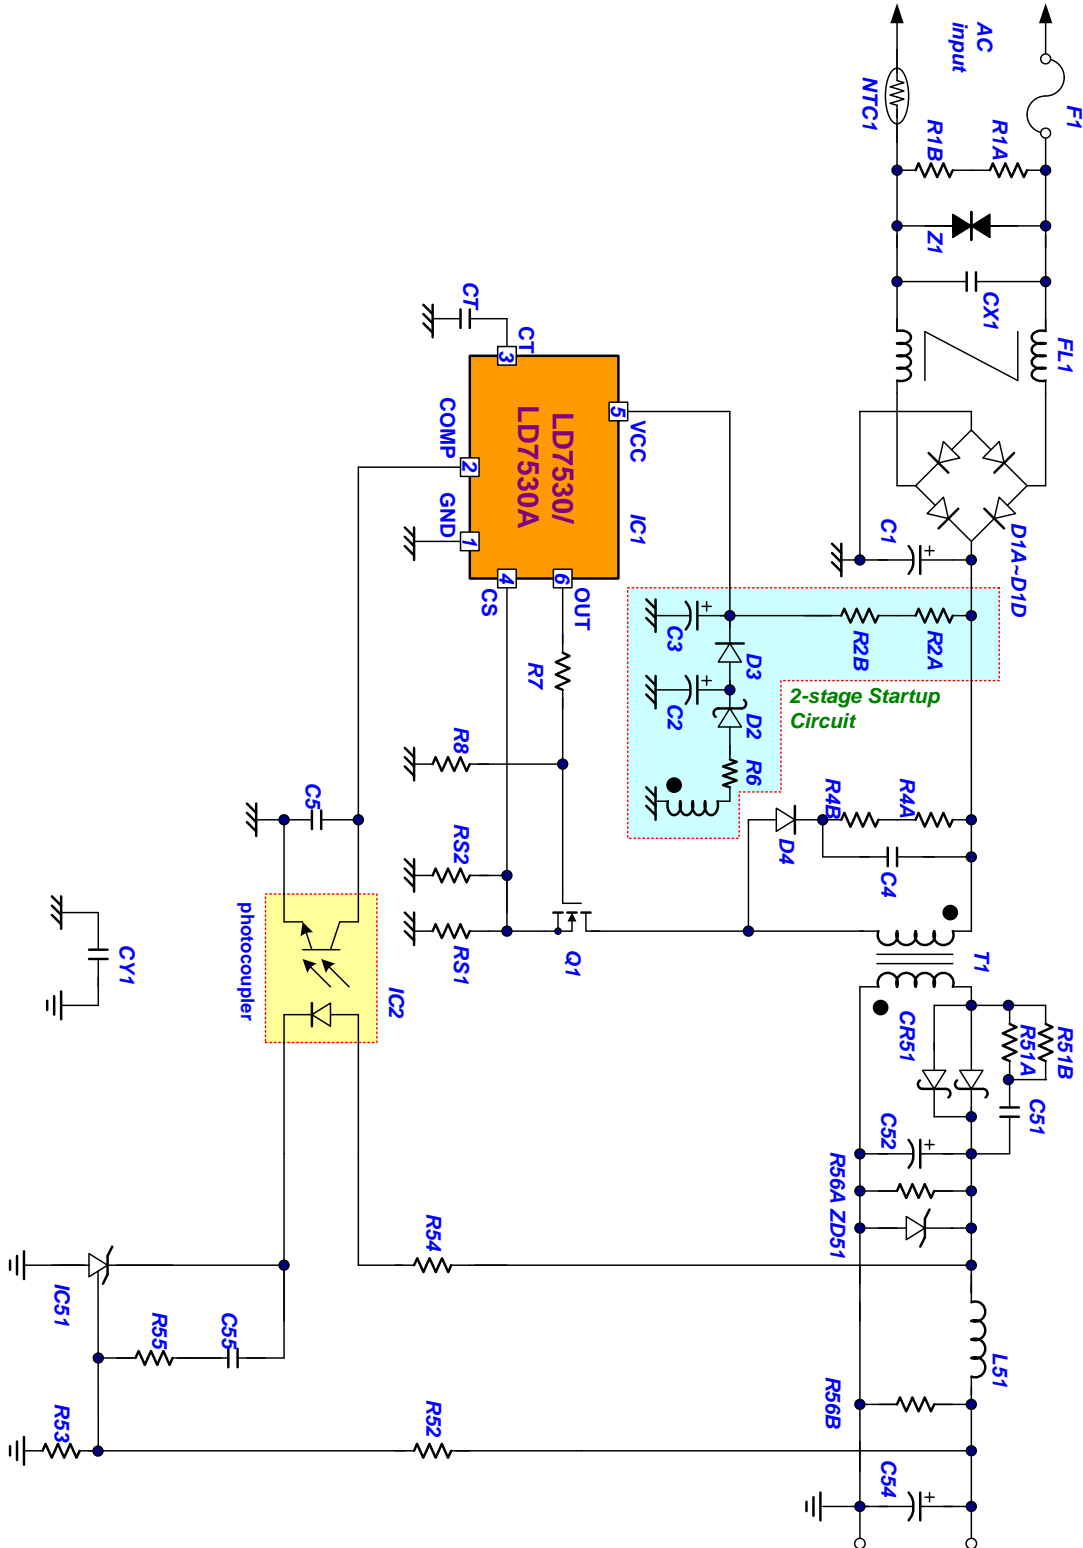 AC
input
F1
NTC1
R1A
R1B
Z1
CX1
FL1
D1A~D1D
C1
CT
CT
3
COMP
2
GND
1
LD7530/
LD7530A
5
VCC
IC1
4
CS
6
OUT
R7
R8
RS2
RS1
Q1
+
R2A
R2B
+
C3
D3
+
C2
D2
R6
2-stage Startup
Circuit
R4A
R4B
D4
C4
T1
CR51
R51A
R51B
C51
+
C52
R56A
ZD51
L51
R56B
+
C54
C5
photocoupler
IC2
CY1
R54
IC51
R55
C55
R53
R52